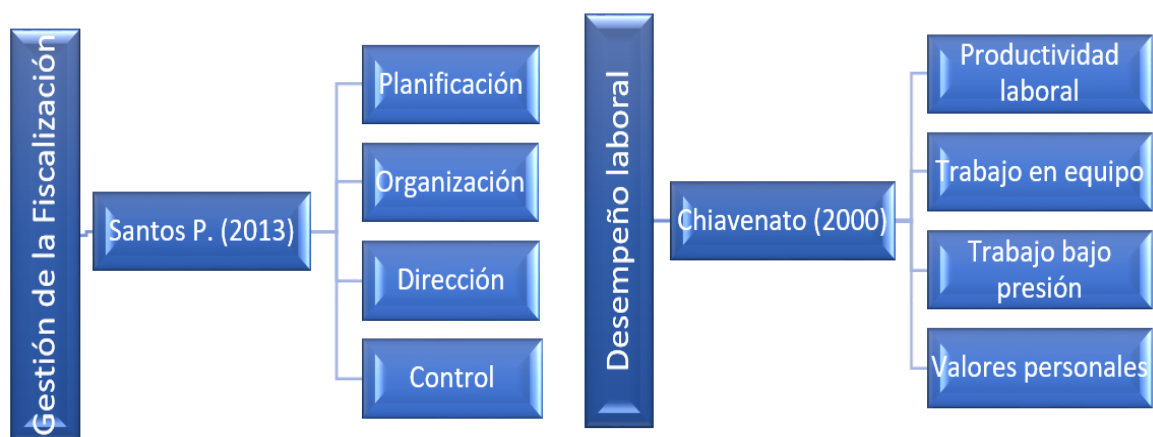 Gestión de la Fiscalización
Santos P. (2013)
Planificación
Organización
Dirección
Control
Desempeño laboral
Chiavenato (2000)
Productividad
laboral
Trabajo en equipo
Trabajo bajo
presión
Valores personales